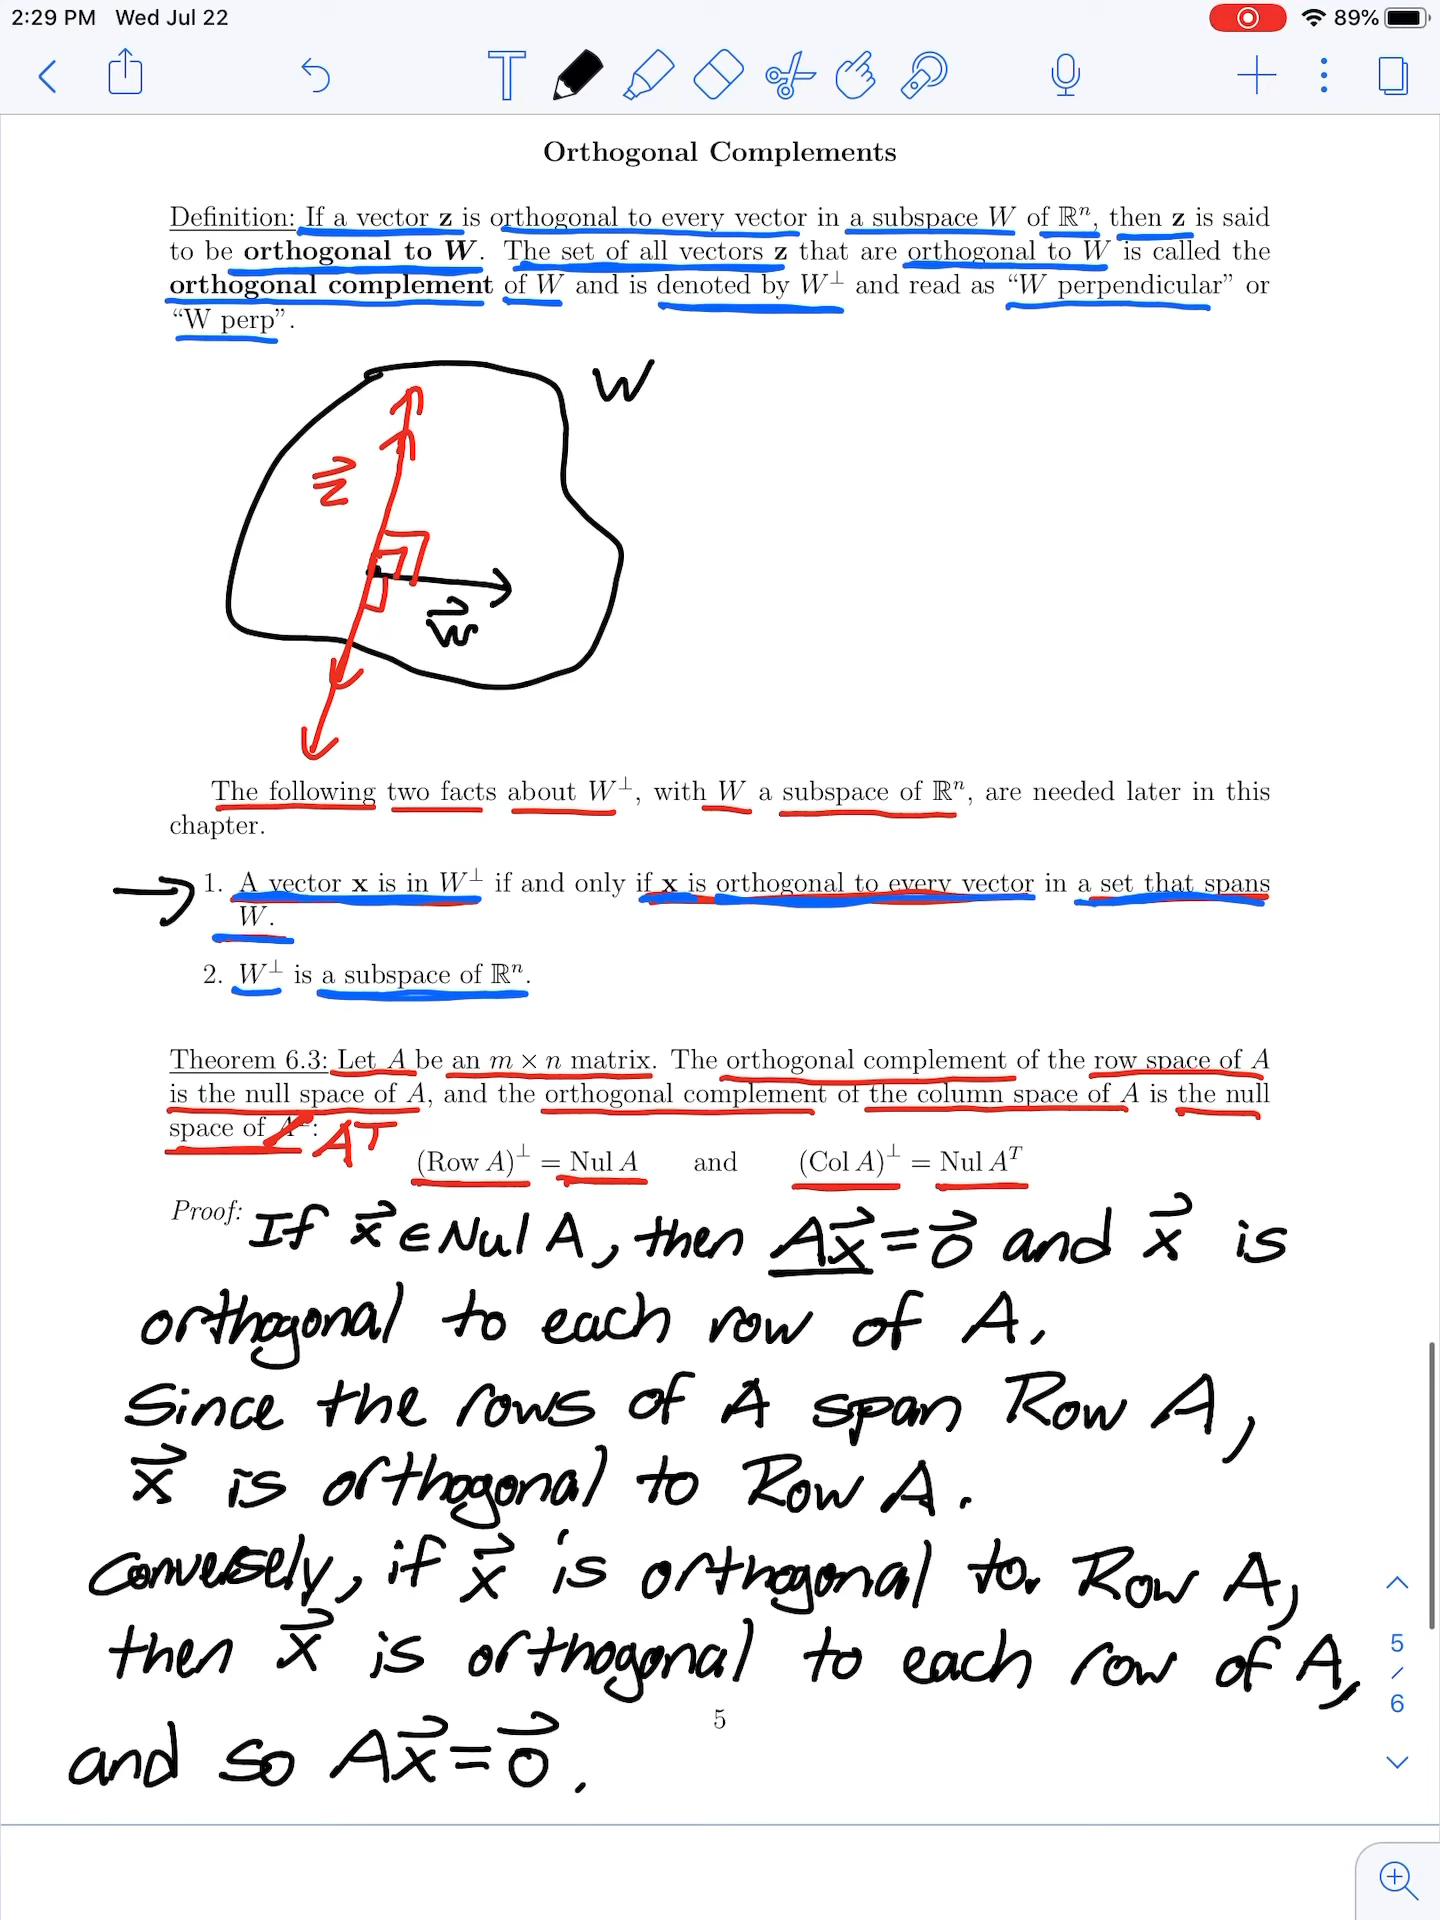 2:29 PM Wed Jul 22 89%
Orthogonal Complements
Definition: If a vector z is orthogonal to every vector in a subspace W of ℝⁿ, then z is said
to be orthogonal to W. The set of all vectors z that are orthogonal to W is called the
orthogonal complement of W and is denoted by W⊥ and read as “W perpendicular” or
“W perp”.
W
z⃗
w⃗
The following two facts about W⊥, with W a subspace of ℝⁿ, are needed later in this
chapter.
→ 1. A vector x is in W⊥ if and only if x is orthogonal to every vector in a set that spans
W.
2. W⊥ is a subspace of ℝⁿ.
Theorem 6.3: Let A be an m × n matrix. The orthogonal complement of the row space of A
is the null space of A, and the orthogonal complement of the column space of A is the null
space of : Aᵀ
(Row A)⊥ = Nul A and (Col A)⊥ = Nul Aᵀ
Proof: If x⃗ ∈ Nul A, then Ax⃗ = 0⃗ and x⃗ is
orthogonal to each row of A.
Since the rows of A span Row A,
x⃗ is orthogonal to Row A.
Conversely, if x⃗ is orthogonal to Row A,
then x⃗ is orthogonal to each row of A,
5
and so Ax⃗ = 0⃗.
5
/
6